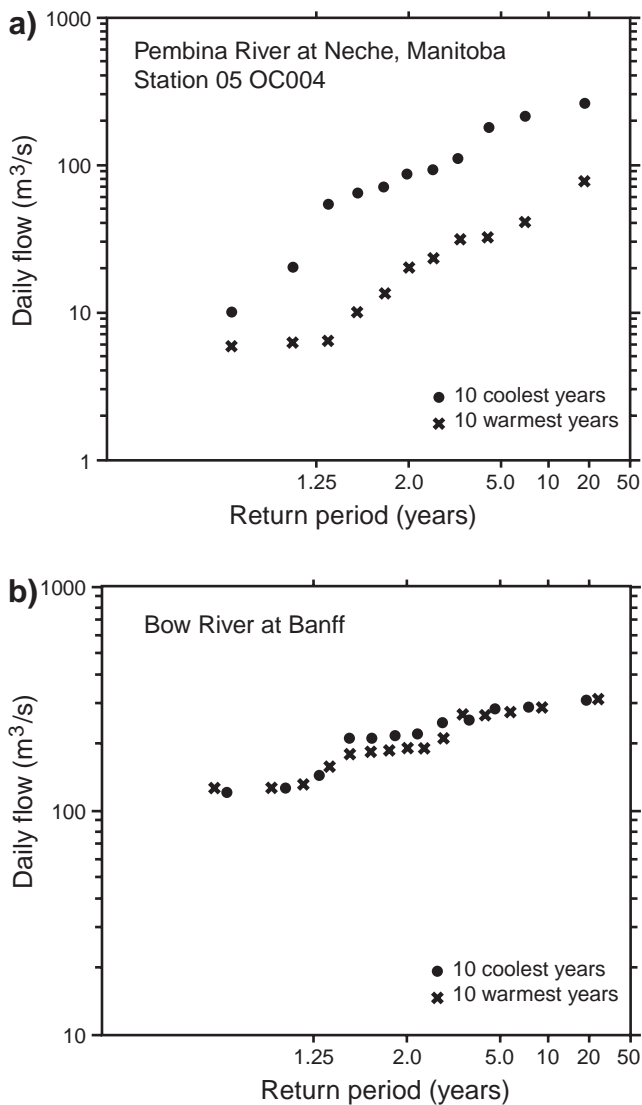 a)
1000
Pembina River at Neche, Manitoba
Station 05 OC004
100
Daily flow (m³/s)
10
● 10 coolest years
✖ 10 warmest years
1
1.25 2.0 5.0 10 20 50
Return period (years)
b)
1000
Bow River at Banff
Daily flow (m³/s)
100
● 10 coolest years
✖ 10 warmest years
10
1.25 2.0 5.0 10 20 50
Return period (years)